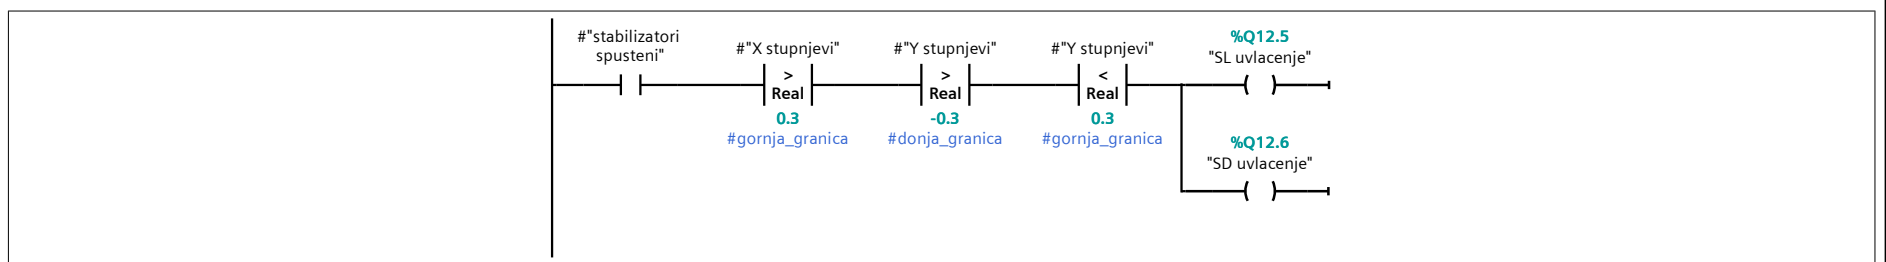 #"stabilizatori
spusteni"
#"X stupnjevi"
>
Real
0.3
#gornja_granica
#"Y stupnjevi"
>
Real
-0.3
#donja_granica
#"Y stupnjevi"
<
Real
0.3
#gornja_granica
%Q12.5
"SL uvlacenje"
%Q12.6
"SD uvlacenje"